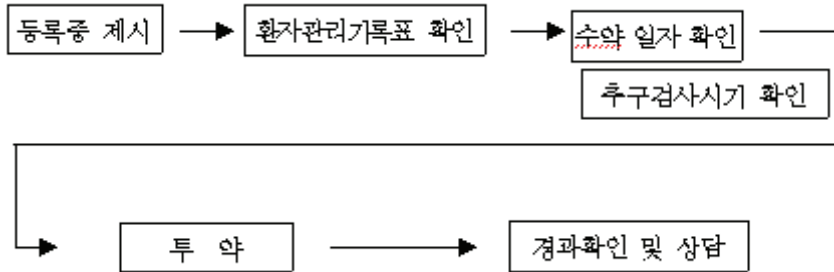 등록중 제시
환자관리기록표 확인
수약 일자 확인
추구검사시기 확인
투 약
경과확인 및 상담